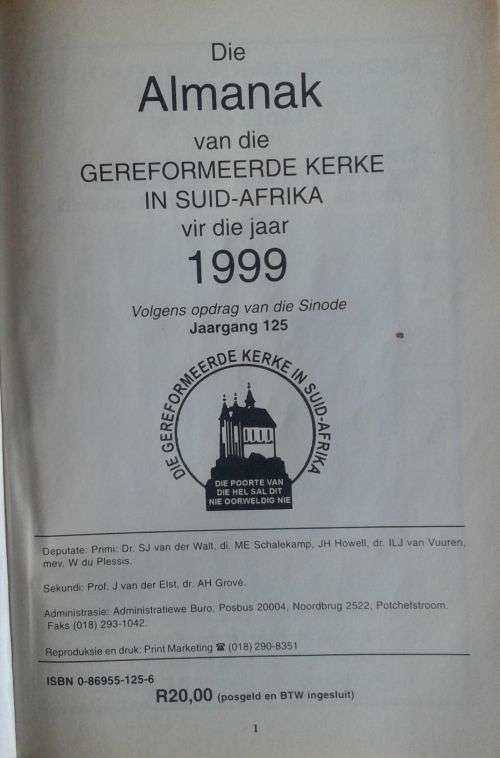 Die
Almanak
van die
GEREFORMEERDE KERKE
IN SUID-AFRIKA
vir die jaar
1999
Volgens opdrag van die Sinode
Jaargang 125
DIE GEREFORMEERDE KERKE IN SUID-AFRIKA
DIE POORTE VAN
DIE HEL SAL DIT
NIE OORWELDIG NIE
Deputate: Primi: Dr. SJ van der Walt, di. ME Schalekamp, JH Howell, dr. ILJ van Vuuren,
mev. W du Plessis.
Sekundi: Prof. J van der Elst, dr. AH Grovè.
Administrasie: Administratiewe Buro, Posbus 20004, Noordbrug 2522, Potchefstroom.
Faks (018) 293-1042.
Reproduksie en druk: Print Marketing ☎ (018) 290-8351
ISBN 0-86955-125-6
R20,00 (posgeld en BTW ingesluit)
1